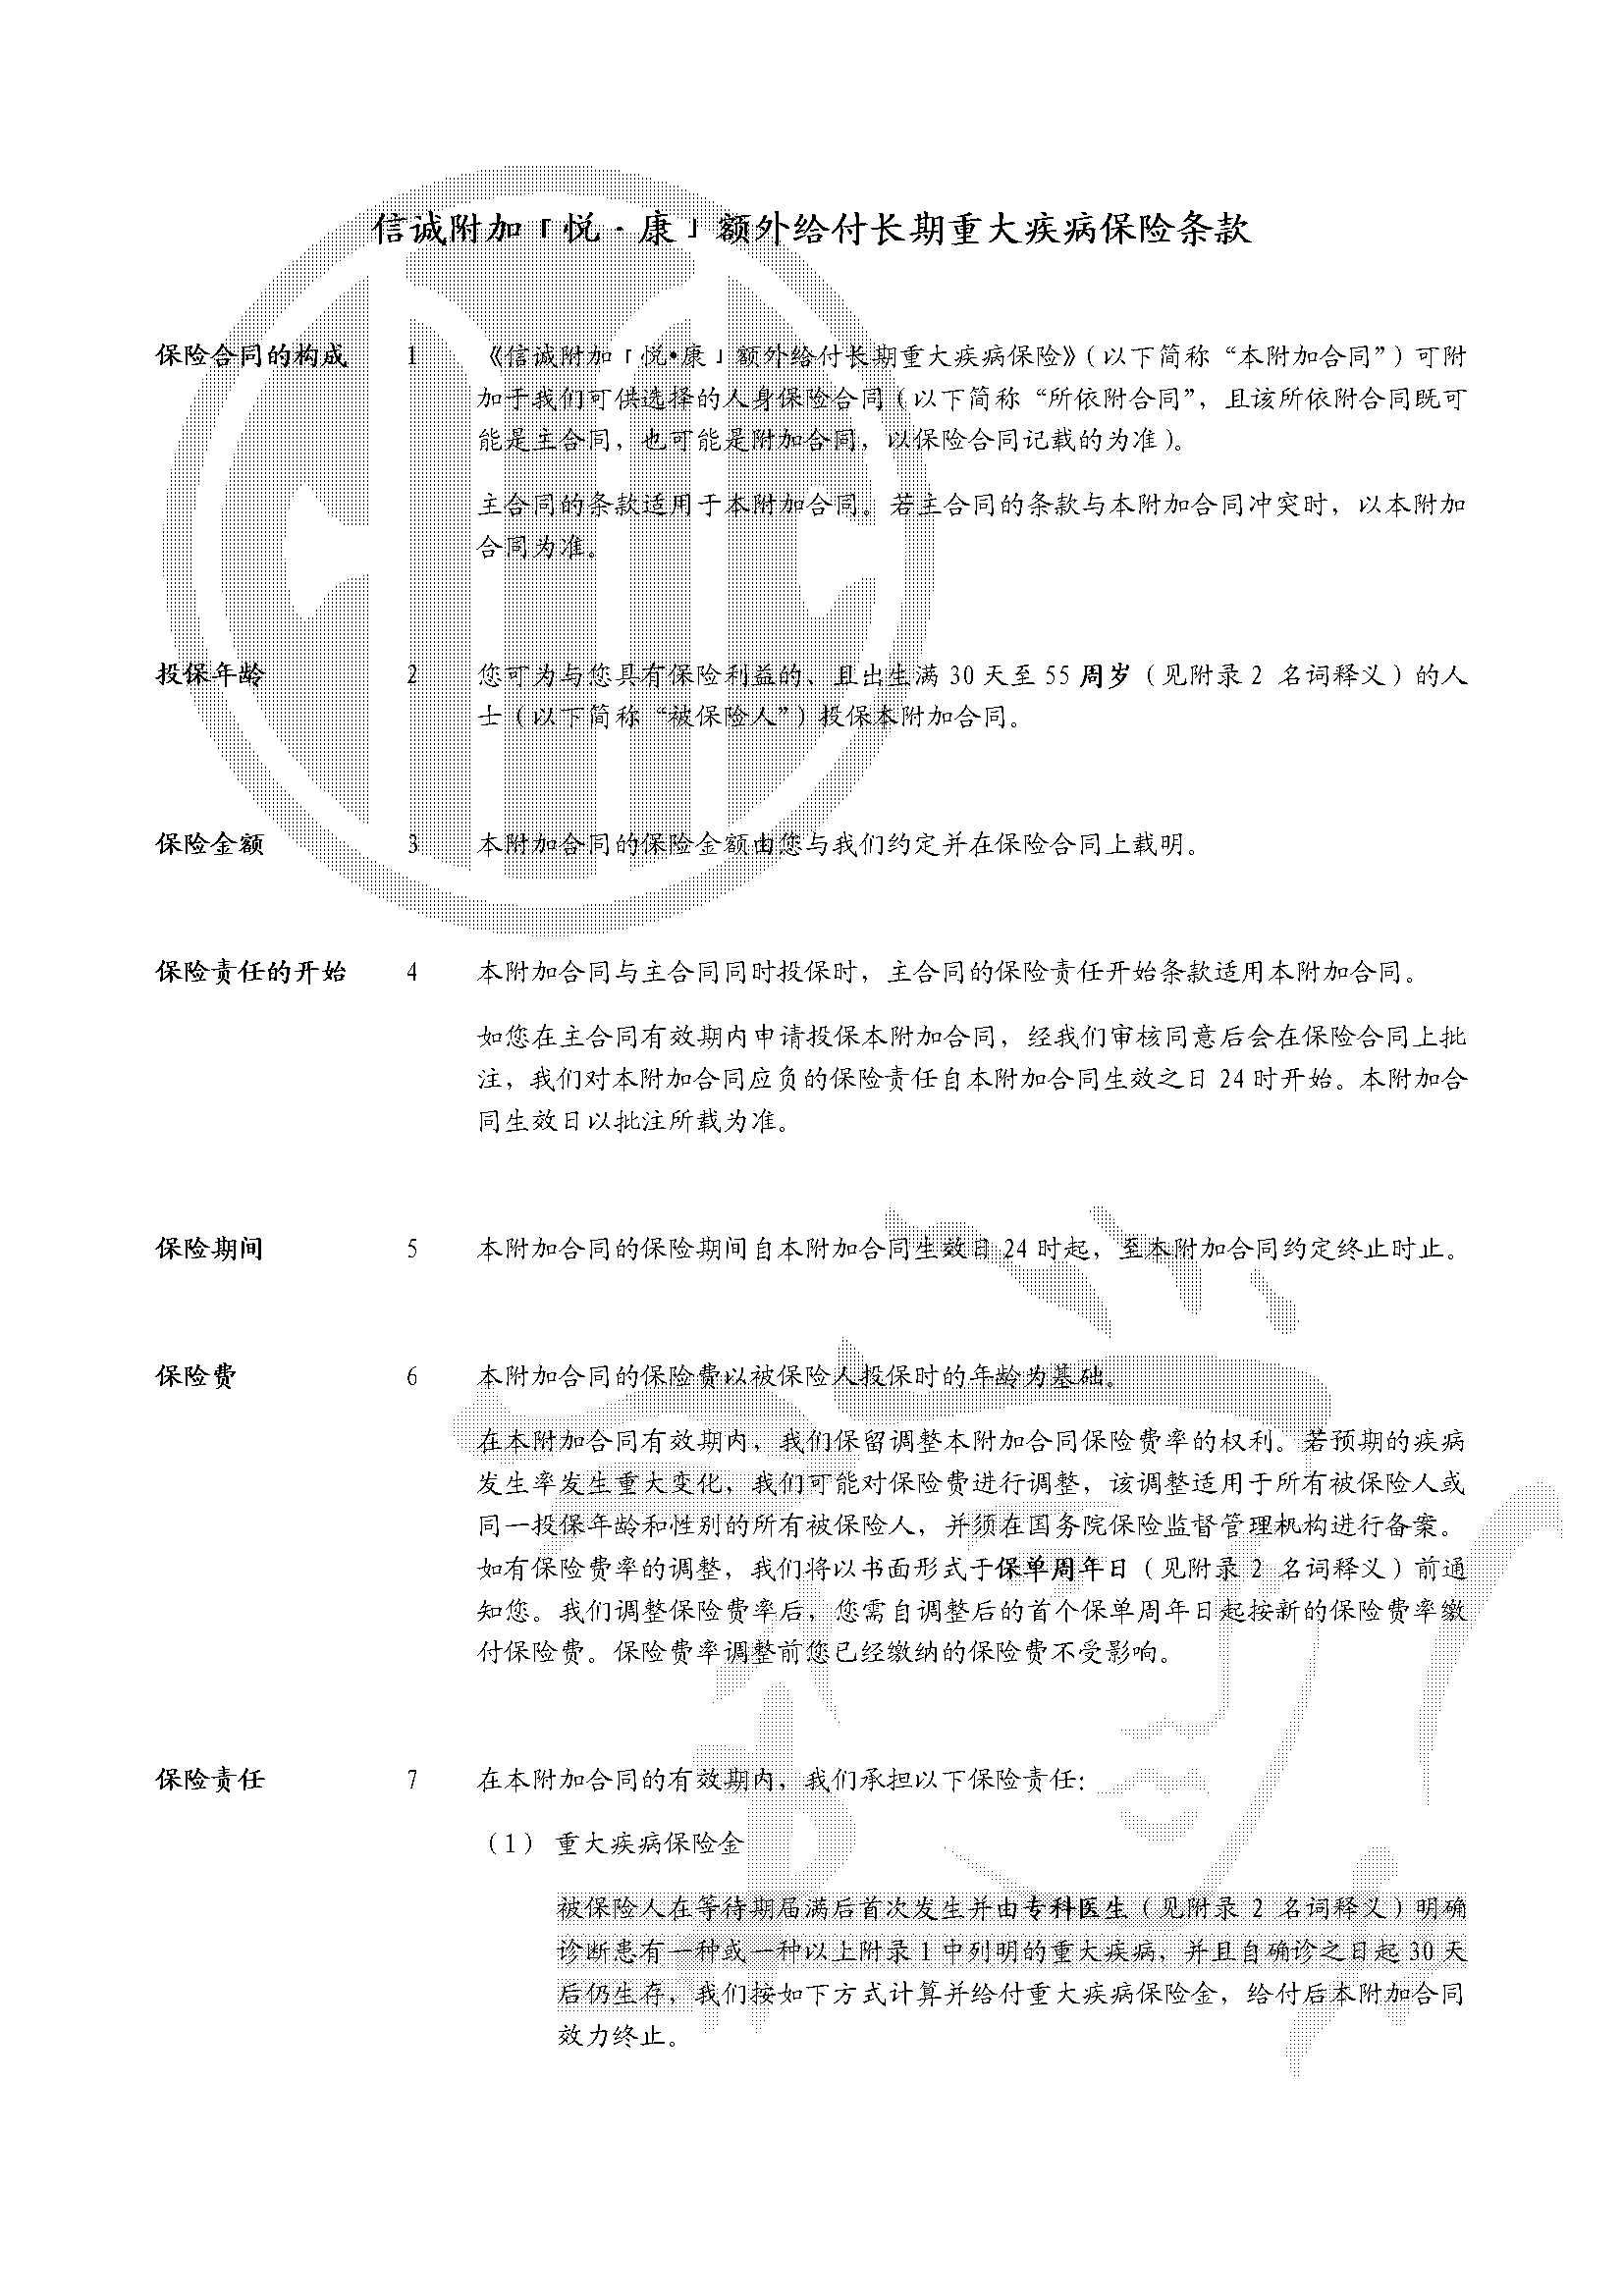 信诚附加「悦·康」额外给付长期重大疾病保险条款
保险合同的构成 1 《信诚附加「悦•康」额外给付长期重大疾病保险》（以下简称“本附加合同”）可附
加于我们可供选择的人身保险合同（以下简称“所依附合同”，且该所依附合同既可
能是主合同，也可能是附加合同，以保险合同记载的为准）。
主合同的条款适用于本附加合同。若主合同的条款与本附加合同冲突时，以本附加
合同为准。
投保年龄 2 您可为与您具有保险利益的、且出生满 30 天至 55 周岁（见附录 2 名词释义）的人
士（以下简称“被保险人”）投保本附加合同。
保险金额 3 本附加合同的保险金额由您与我们约定并在保险合同上载明。
保险责任的开始 4 本附加合同与主合同同时投保时，主合同的保险责任开始条款适用本附加合同。
如您在主合同有效期内申请投保本附加合同，经我们审核同意后会在保险合同上批
注，我们对本附加合同应负的保险责任自本附加合同生效之日 24 时开始。本附加合
同生效日以批注所载为准。
保险期间 5 本附加合同的保险期间自本附加合同生效日 24 时起，至本附加合同约定终止时止。
保险费 6 本附加合同的保险费以被保险人投保时的年龄为基础。
在本附加合同有效期内，我们保留调整本附加合同保险费率的权利。若预期的疾病
发生率发生重大变化，我们可能对保险费进行调整，该调整适用于所有被保险人或
同一投保年龄和性别的所有被保险人，并须在国务院保险监督管理机构进行备案。
如有保险费率的调整，我们将以书面形式于保单周年日（见附录 2 名词释义）前通
知您。我们调整保险费率后，您需自调整后的首个保单周年日起按新的保险费率缴
付保险费。保险费率调整前您已经缴纳的保险费不受影响。
保险责任 7 在本附加合同的有效期内，我们承担以下保险责任：
（1） 重大疾病保险金
被保险人在等待期届满后首次发生并由专科医生（见附录 2 名词释义）明确
诊断患有一种或一种以上附录 1 中列明的重大疾病，并且自确诊之日起 30 天
后仍生存，我们按如下方式计算并给付重大疾病保险金，给付后本附加合同
效力终止。